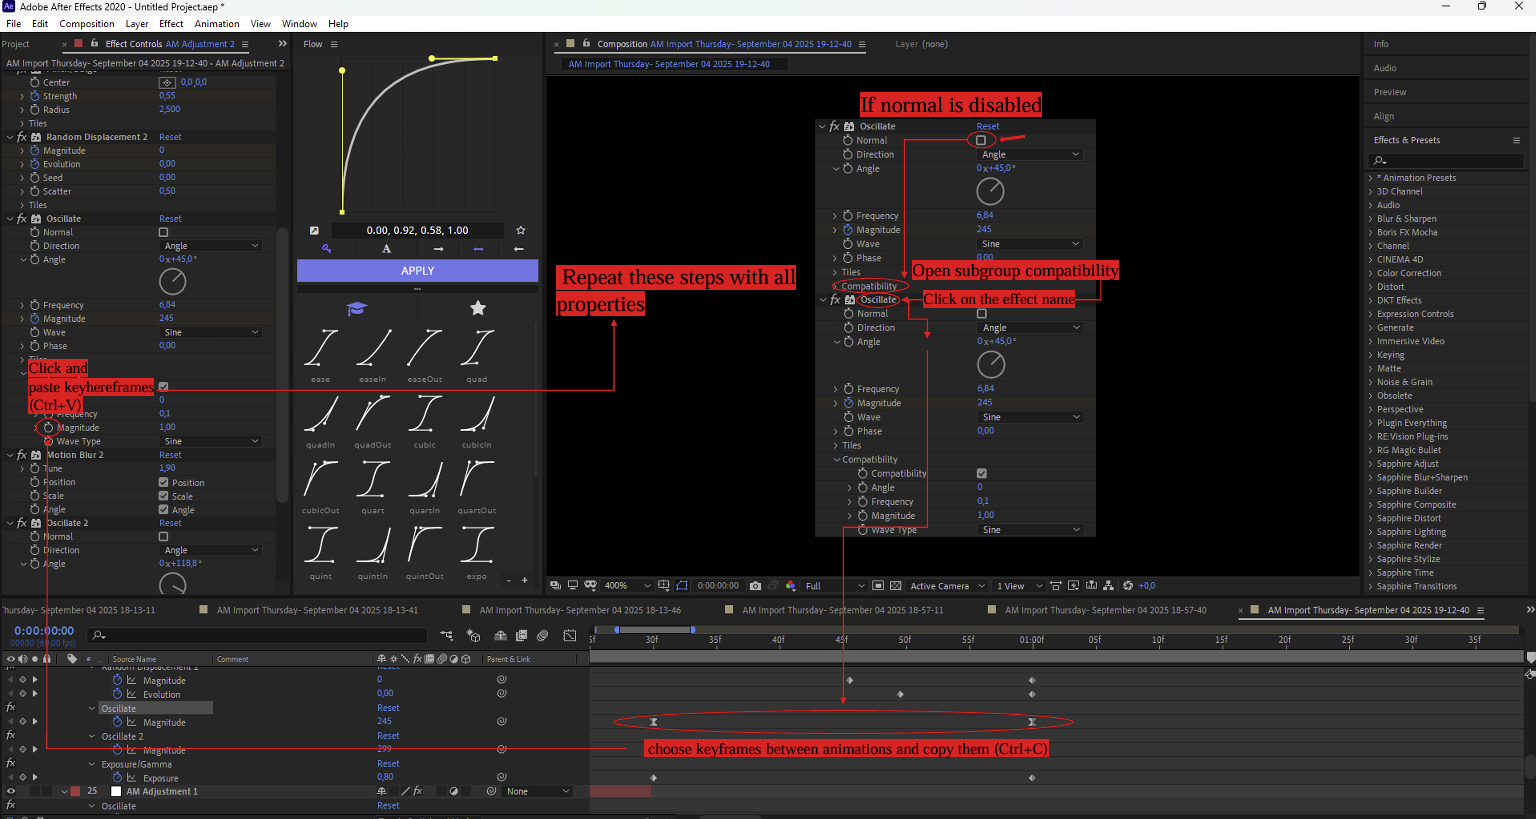 Adobe After Effects 2020 - Untitled Project.aep *
File Edit Composition Layer Effect Animation View Window Help
Project
Effect Controls AM Adjustment 2
AM Import Thursday- September 04 2025 19-12-40 • AM Adjustment 2
Center 0,0,0,0
Strength 0,55
Radius 2,500
Tiles
Random Displacement 2 Reset
Magnitude 0
Evolution 0,00
Seed 0,00
Scatter 0,50
Tiles
Oscillate Reset
Normal
Direction Angle
Angle 0x+45,0°
Frequency 6,84
Magnitude 245
Wave Sine
Phase 0,00
Click and
paste keyhereframes
(Ctrl+V)
0
Frequency 0,1
Magnitude 1,00
Wave Type Sine
Motion Blur 2 Reset
Tune 1,90
Position Position
Scale Scale
Angle Angle
Oscillate 2 Reset
Normal
Direction Angle
Angle 0x+118,8°
Flow
0.00, 0.92, 0.58, 1.00
A
APPLY
ease easeIn easeOut quad
quadIn quadOut cubic cubicIn
cubicOut quart quartIn quartOut
quint quintIn quintOut expo
- +
Composition AM Import Thursday- September 04 2025 19-12-40
Layer (none)
AM Import Thursday- September 04 2025 19-12-40
Repeat these steps with all
properties
If normal is disabled
Oscillate Reset
Normal
Direction Angle
Angle 0x+45,0°
Frequency 6,84
Magnitude 245
Wave Sine
Phase 0,00
Tiles
Open subgroup compatibility
Compatibility
Oscillate
Click on the effect name
Normal
Direction Angle
Angle 0x+45,0°
Frequency 6,84
Magnitude 245
Wave Sine
Phase 0,00
Tiles
Compatibility
Compatibility
Angle 0
Frequency 0,1
Magnitude 1,00
Wave Type Sine
400% 0:00:00:00 Full Active Camera 1 View +0,0
Info
Audio
Preview
Align
Effects & Presets
* Animation Presets
3D Channel
Audio
Blur & Sharpen
Boris FX Mocha
Channel
CINEMA 4D
Color Correction
Distort
DKT Effects
Expression Controls
Generate
Immersive Video
Keying
Matte
Noise & Grain
Obsolete
Perspective
Plugin Everything
RE:Vision Plug-ins
RG Magic Bullet
Sapphire Adjust
Sapphire Blur+Sharpen
Sapphire Builder
Sapphire Composite
Sapphire Distort
Sapphire Lighting
Sapphire Render
Sapphire Stylize
Sapphire Time
Sapphire Transitions
hursday- September 04 2025 18-13-11
AM Import Thursday- September 04 2025 18-13-41
AM Import Thursday- September 04 2025 18-13-46
AM Import Thursday- September 04 2025 18-57-11
AM Import Thursday- September 04 2025 18-57-40
AM Import Thursday- September 04 2025 19-12-40
0:00:00:00
00000 (60.00 fps)
5f 30f 35f 40f 45f 50f 55f 01:00f 05f 10f 15f 20f 25f 30f 35f
# Source Name Comment fx Parent & Link
Random Displacement 2 Reset
Magnitude 0
Evolution 0,00
fx Oscillate Reset
Magnitude 245
fx Oscillate 2 Reset
Magnitude 299
choose keyframes between animations and copy them (Ctrl+C)
fx Exposure/Gamma Reset
Exposure 0,80
25 AM Adjustment 1 None
fx Oscillate Reset